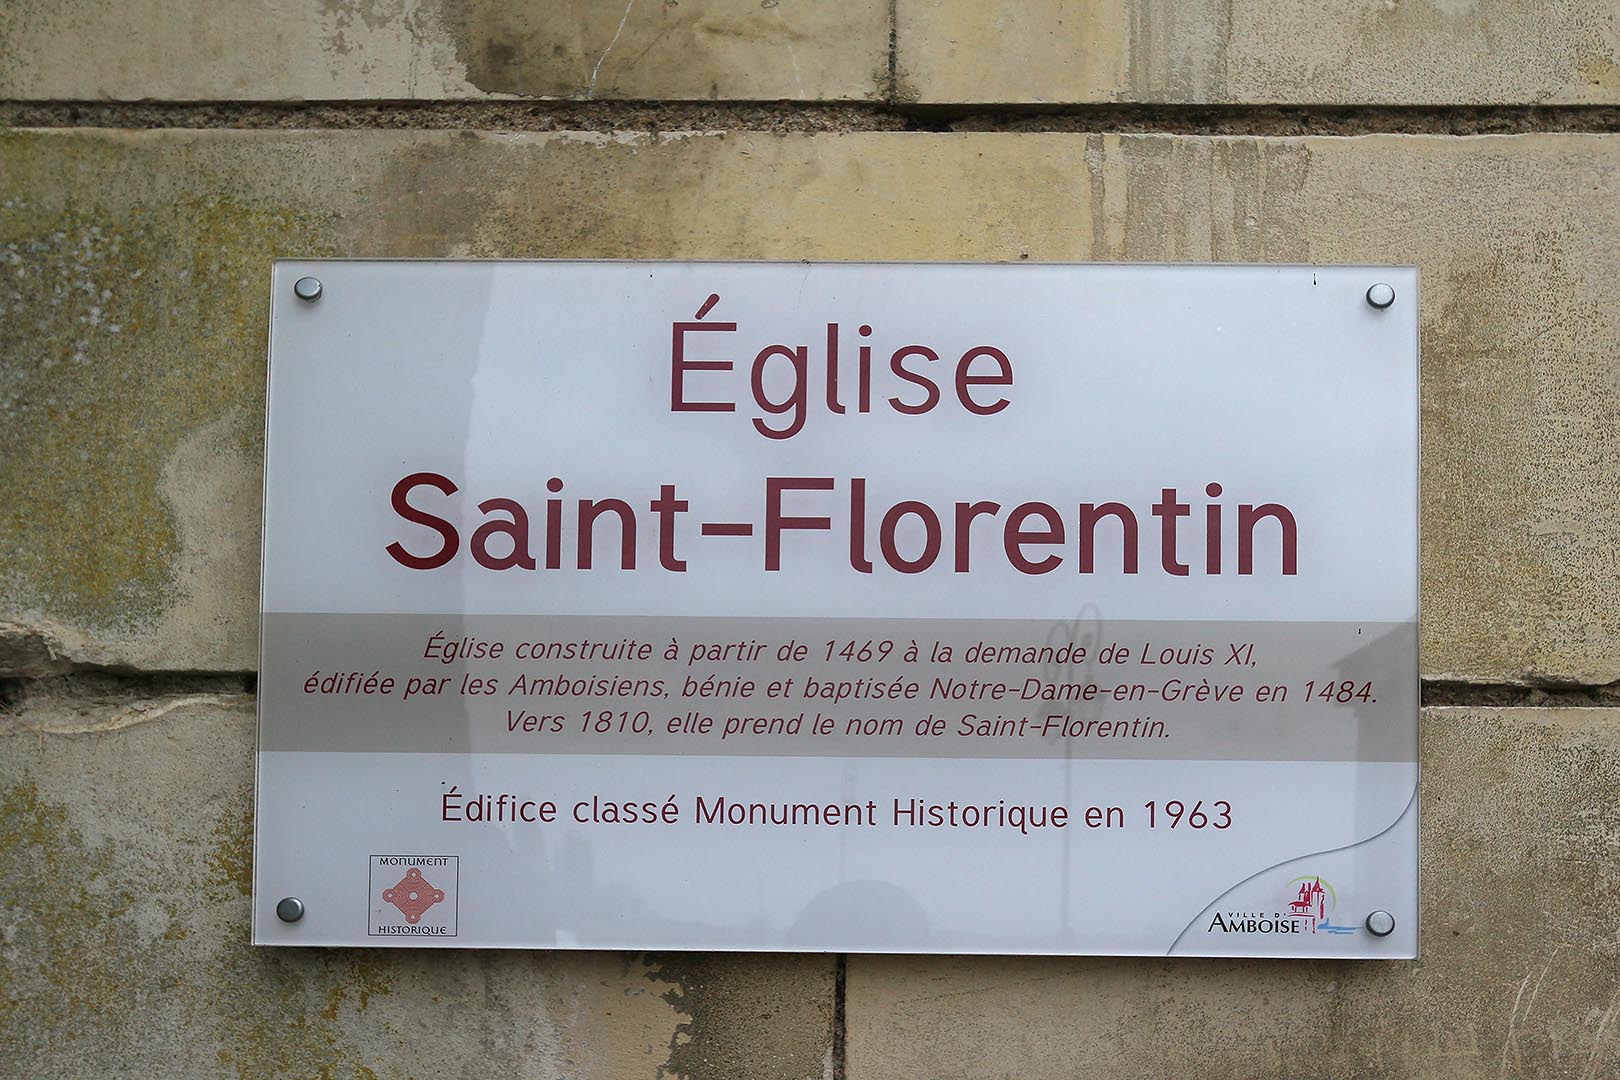 Église
Saint-Florentin
Église construite à partir de 1469 à la demande de Louis XI,
édifiée par les Amboisiens, bénie et baptisée Notre-Dame-en-Grève en 1484.
Vers 1810, elle prend le nom de Saint-Florentin.
Édifice classé Monument Historique en 1963
MONUMENT
HISTORIQUE
VILLE D'
AMBOISE